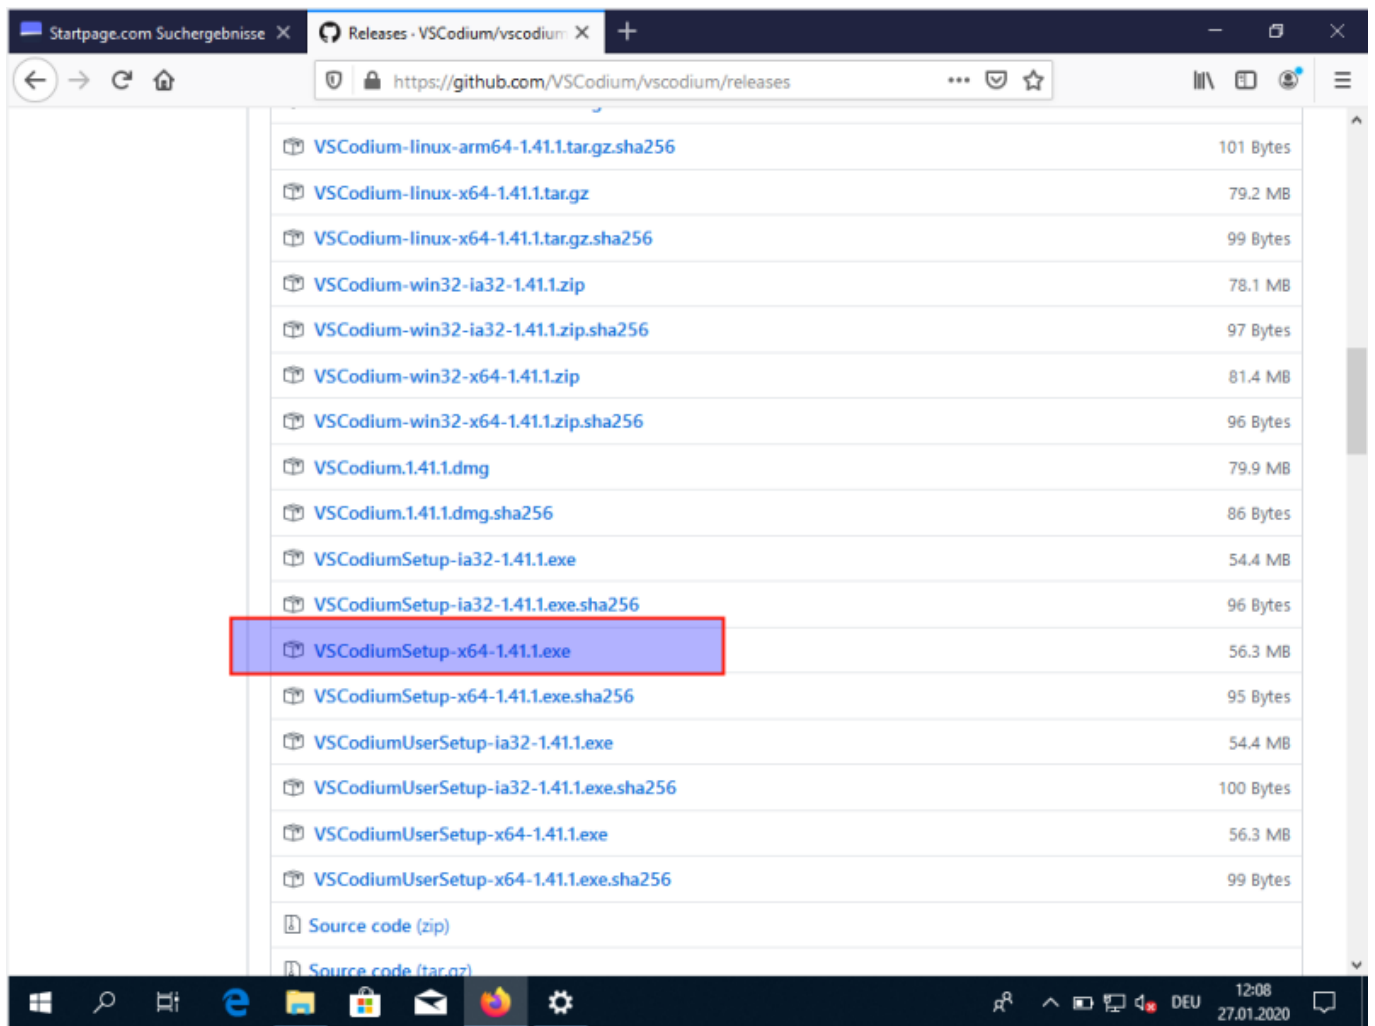 Startpage.com Suchergebnisse
Releases · VSCodium/vscodium
https://github.com/VSCodium/vscodium/releases
VSCodium-linux-arm64-1.41.1.tar.gz.sha256 101 Bytes
VSCodium-linux-x64-1.41.1.tar.gz 79.2 MB
VSCodium-linux-x64-1.41.1.tar.gz.sha256 99 Bytes
VSCodium-win32-ia32-1.41.1.zip 78.1 MB
VSCodium-win32-ia32-1.41.1.zip.sha256 97 Bytes
VSCodium-win32-x64-1.41.1.zip 81.4 MB
VSCodium-win32-x64-1.41.1.zip.sha256 96 Bytes
VSCodium.1.41.1.dmg 79.9 MB
VSCodium.1.41.1.dmg.sha256 86 Bytes
VSCodiumSetup-ia32-1.41.1.exe 54.4 MB
VSCodiumSetup-ia32-1.41.1.exe.sha256 96 Bytes
VSCodiumSetup-x64-1.41.1.exe 56.3 MB
VSCodiumSetup-x64-1.41.1.exe.sha256 95 Bytes
VSCodiumUserSetup-ia32-1.41.1.exe 54.4 MB
VSCodiumUserSetup-ia32-1.41.1.exe.sha256 100 Bytes
VSCodiumUserSetup-x64-1.41.1.exe 56.3 MB
VSCodiumUserSetup-x64-1.41.1.exe.sha256 99 Bytes
Source code (zip)
Source code (tar.gz)
DEU
12:08
27.01.2020